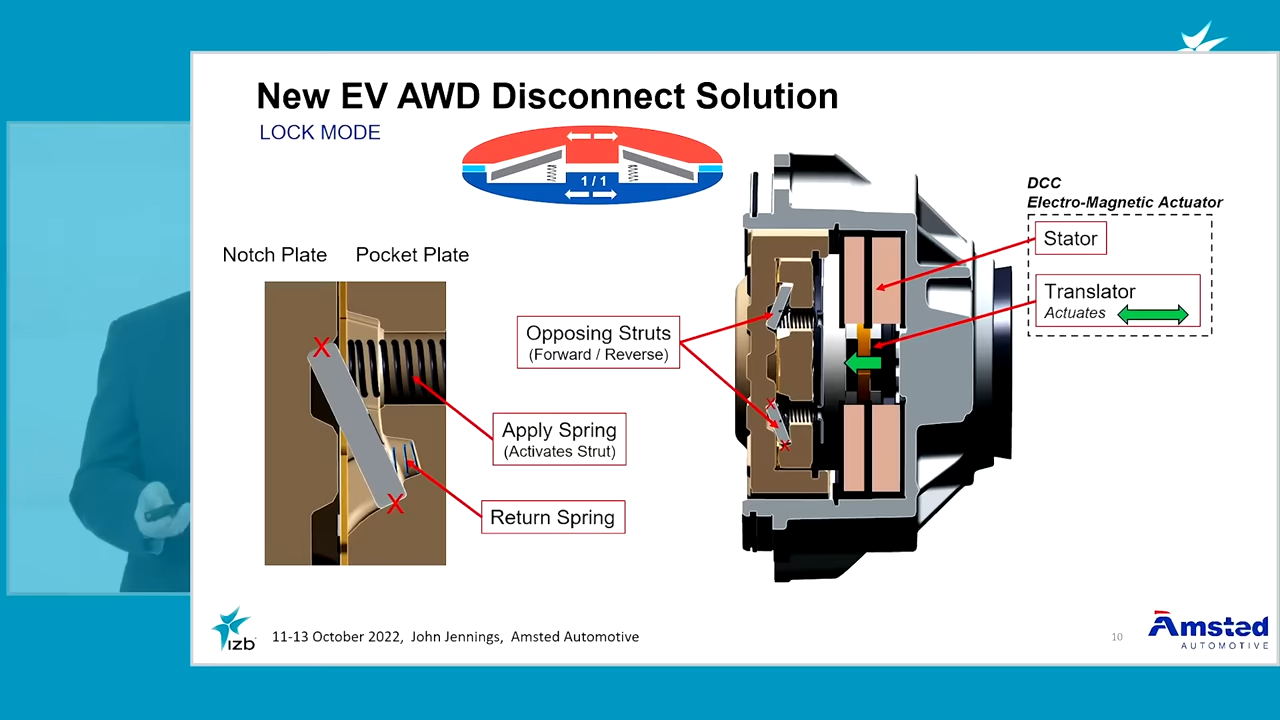 New EV AWD Disconnect Solution
LOCK MODE
1 / 1
DCC
Electro-Magnetic Actuator
Stator
Translator
Actuates
Notch Plate
Pocket Plate
X
X
Apply Spring
(Activates Strut)
Return Spring
Opposing Struts
(Forward / Reverse)
X
X
izb
11-13 October 2022, John Jennings, Amsted Automotive
10
Amsted
AUTOMOTIVE